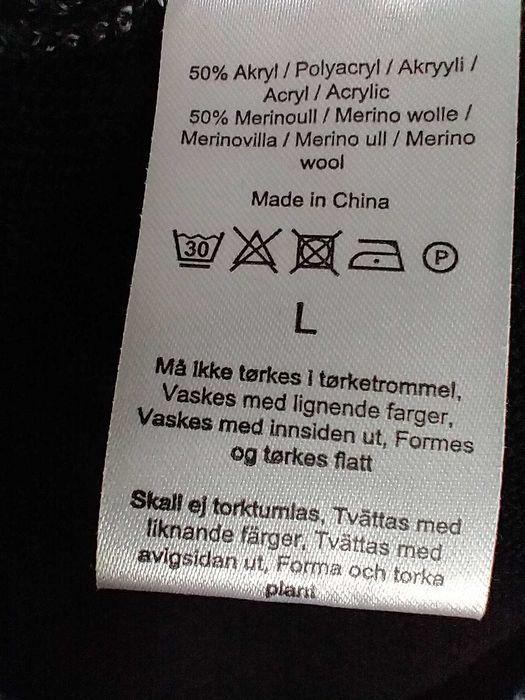 50% Akryl / Polyacryl / Akryyli /
Acryl / Acrylic
50% Merinoull / Merino wolle /
Merinovilla / Merino ull / Merino
wool
Made in China
30 P
L
Må ikke tørkes i tørketrommel,
Vaskes med lignende farger,
Vaskes med innsiden ut, Formes
og tørkes flatt
Skall ej torktumlas, Tvättas med
liknande färger, Tvättas med
avigsidan ut, Forma och torka
plant